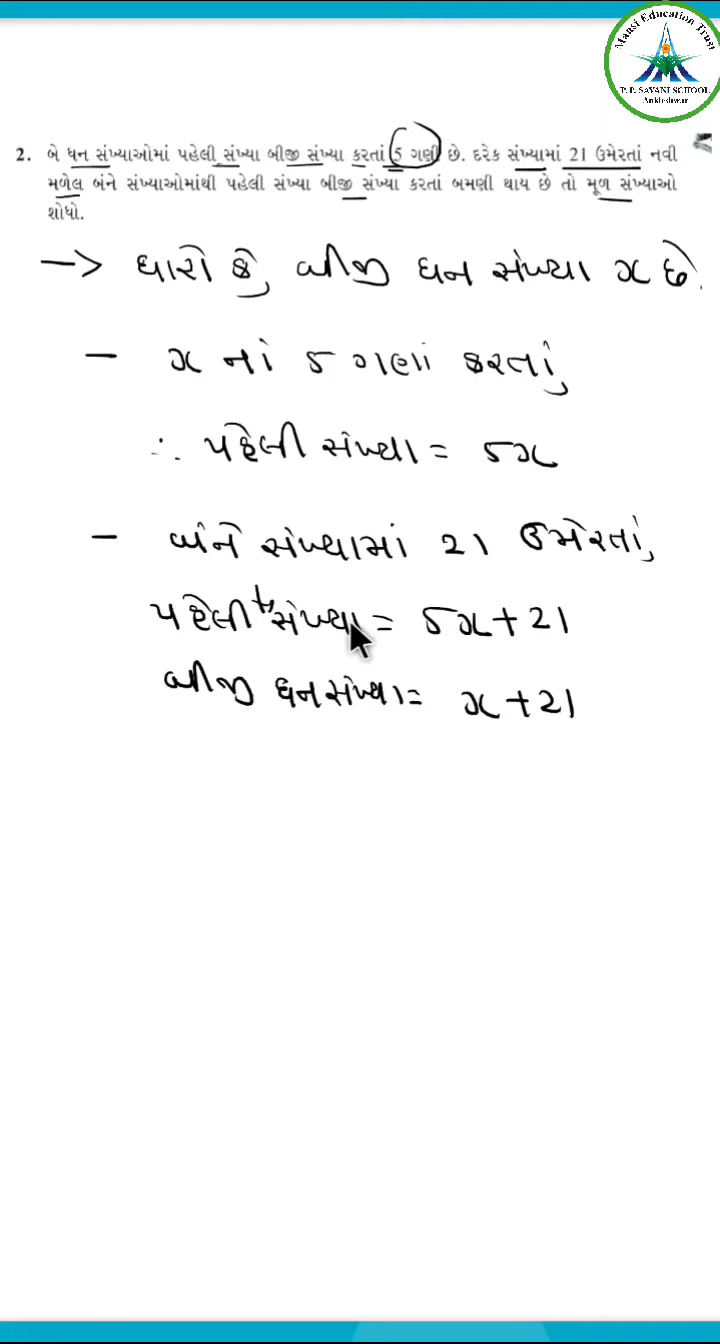 Mansi Education Trust
P. P. SAVANI SCHOOL
Ankleshwar
2. બે ધન સંખ્યાઓમાં પહેલી સંખ્યા બીજી સંખ્યા કરતાં 5 ગણી છે. દરેક સંખ્યામાં 21 ઉમેરતાં નવી
મળેલ બંને સંખ્યાઓમાંથી પહેલી સંખ્યા બીજી સંખ્યા કરતાં બમણી થાય છે તો મૂળ સંખ્યાઓ
શોધો.
→ ધારો કે, બીજી ધન સંખ્યા x છે.
- x નાં 5 ગણાં કરતાં,
∴ પહેલી સંખ્યા = 5x
- બંને સંખ્યામાં 21 ઉમેરતાં,
પહેલી સંખ્યા = 5x + 21
બીજી ધન સંખ્યા = x + 21